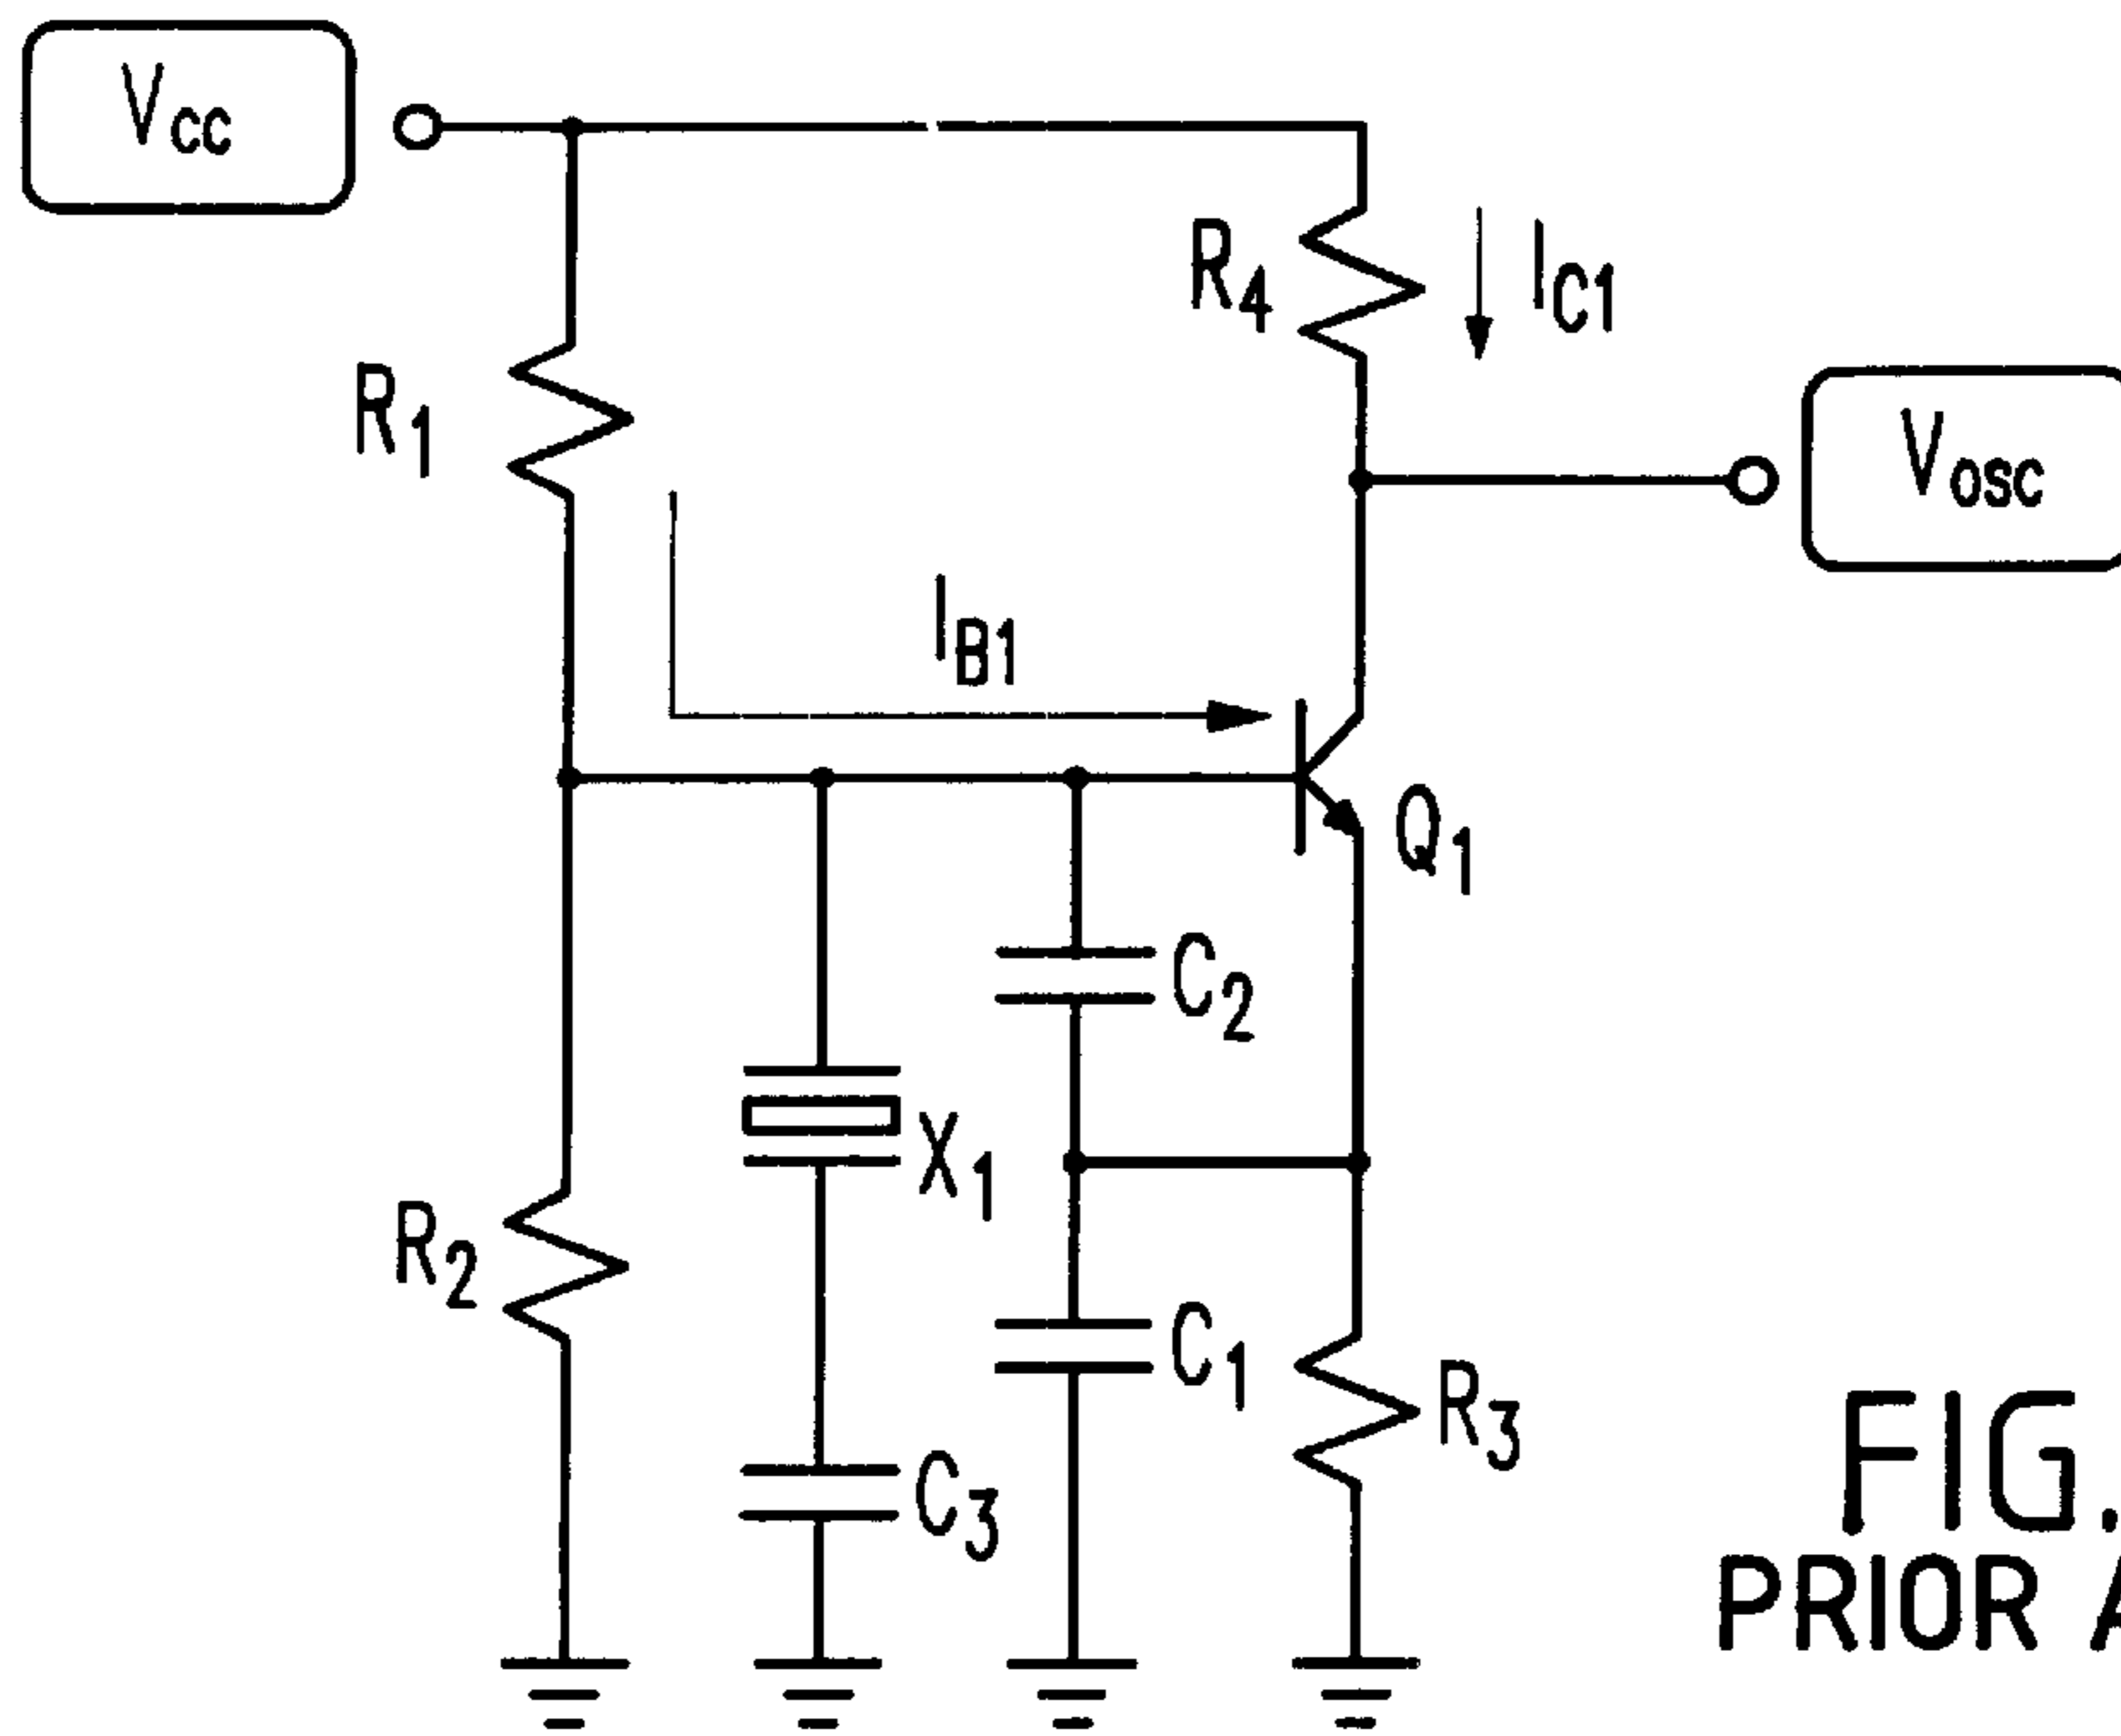 Vcc
R4
IC1
R1
Vosc
IB1
Q1
C2
X1
R2
C1
R3
C3
FIG.
PRIOR